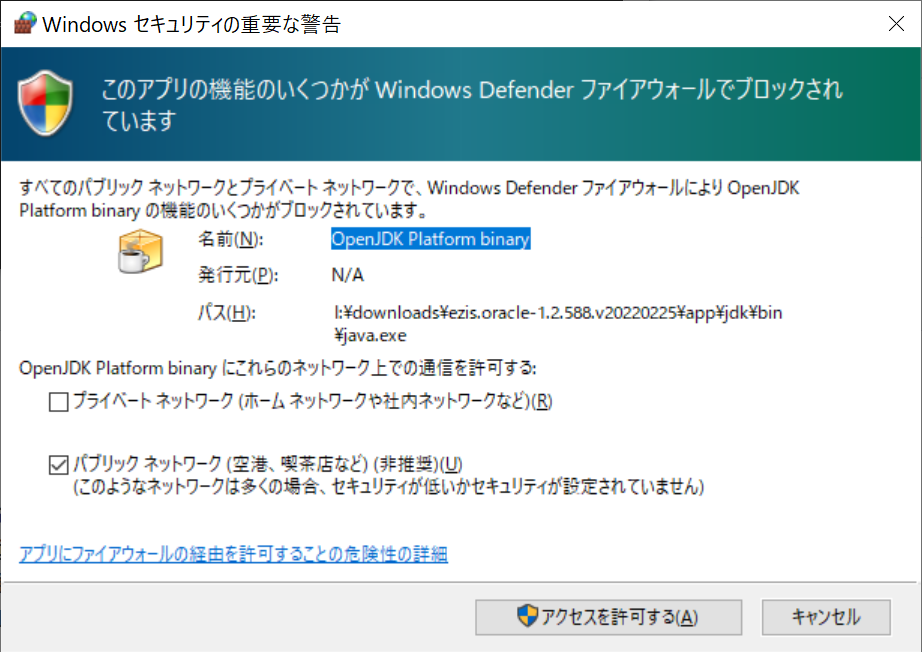 Windows セキュリティの重要な警告
このアプリの機能のいくつかが Windows Defender ファイアウォールでブロックされ
ています
すべてのパブリック ネットワークとプライベート ネットワークで、Windows Defender ファイアウォールにより OpenJDK
Platform binary の機能のいくつかがブロックされています。
名前(N): OpenJDK Platform binary
発行元(P): N/A
パス(H): I:¥downloads¥ezis.oracle-1.2.588.v20220225¥app¥jdk¥bin
¥java.exe
OpenJDK Platform binary にこれらのネットワーク上での通信を許可する:
プライベート ネットワーク (ホーム ネットワークや社内ネットワークなど)(R)
パブリック ネットワーク (空港、喫茶店など) (非推奨)(U)
(このようなネットワークは多くの場合、セキュリティが低いかセキュリティが設定されていません)
アプリにファイアウォールの経由を許可することの危険性の詳細
アクセスを許可する(A) キャンセル